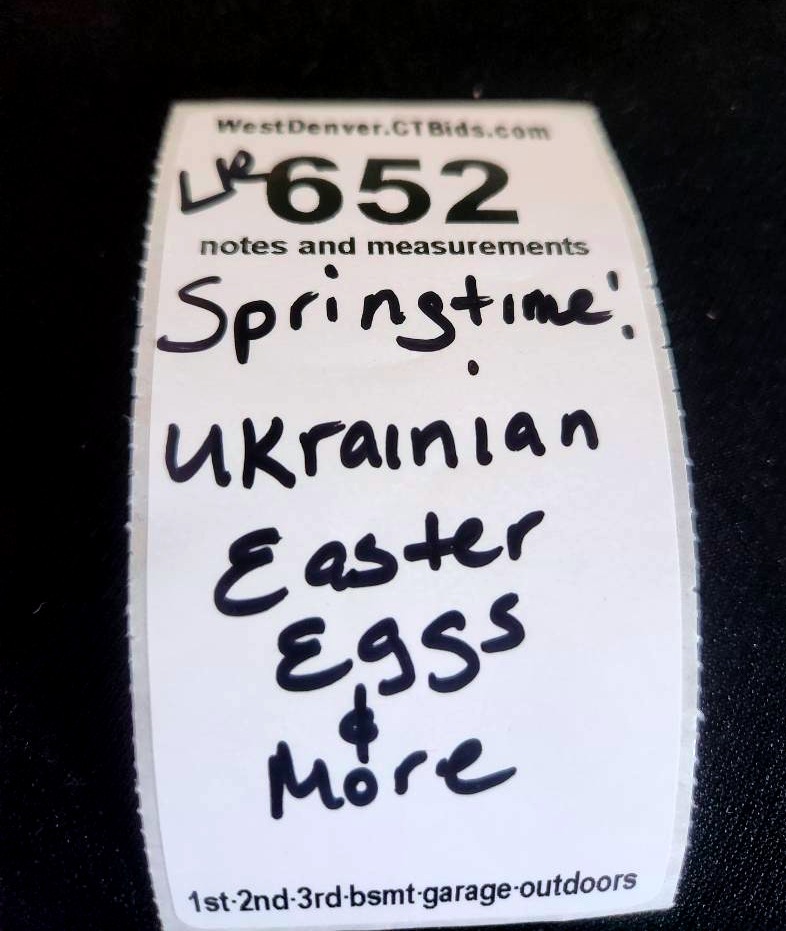 WestDenver.CTBids.com
LR 652
notes and measurements
Springtime!
Ukrainian
Easter
Eggs
&
More
1st-2nd-3rd-bsmt-garage-outdoors